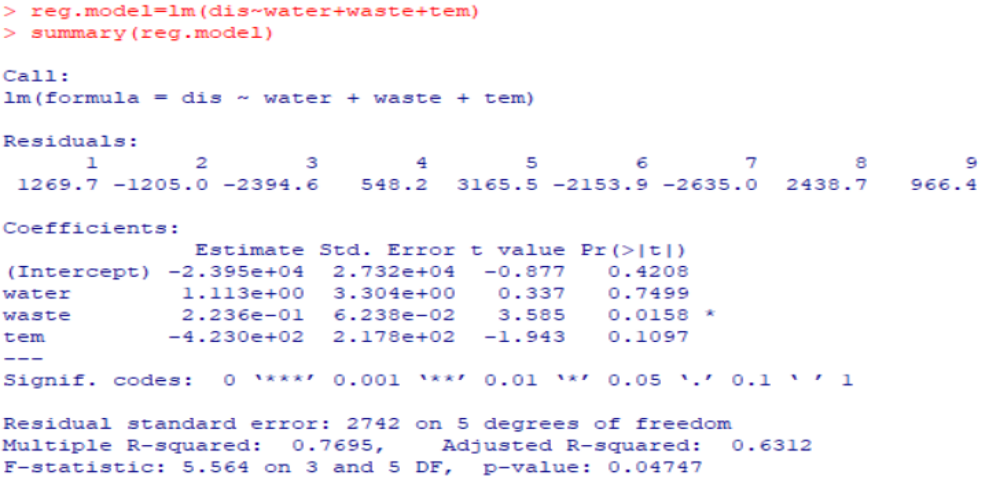 > reg.model=lm(dis~water+waste+tem)
> summary(reg.model)
Call:
lm(formula = dis ~ water + waste + tem)
Residuals:
1 2 3 4 5 6 7 8 9
1269.7 -1205.0 -2394.6 548.2 3165.5 -2153.9 -2635.0 2438.7 966.4
Coefficients:
Estimate Std. Error t value Pr(>|t|)
(Intercept) -2.395e+04 2.732e+04 -0.877 0.4208
water 1.113e+00 3.304e+00 0.337 0.7499
waste 2.236e-01 6.238e-02 3.585 0.0158 *
tem -4.230e+02 2.178e+02 -1.943 0.1097
---
Signif. codes: 0 ‘***’ 0.001 ‘**’ 0.01 ‘*’ 0.05 ‘.’ 0.1 ‘ ’ 1
Residual standard error: 2742 on 5 degrees of freedom
Multiple R-squared: 0.7695, Adjusted R-squared: 0.6312
F-statistic: 5.564 on 3 and 5 DF, p-value: 0.04747